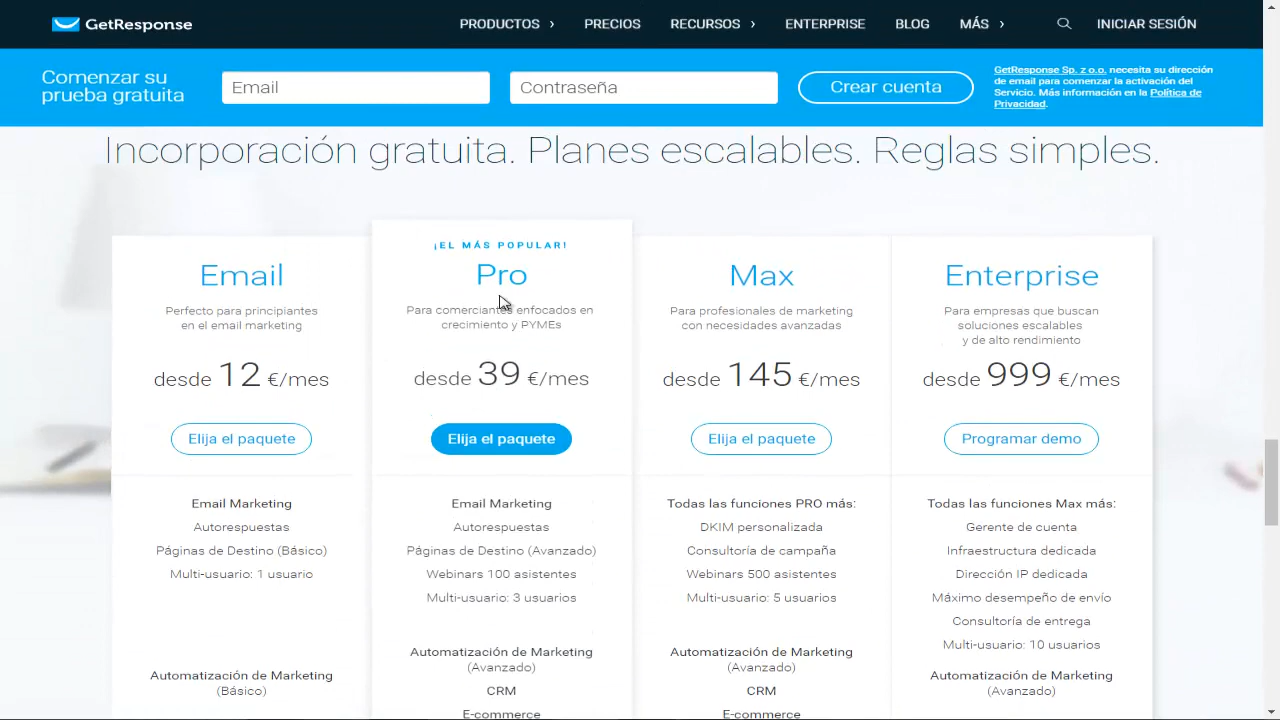 GetResponse
PRODUCTOS
PRECIOS
RECURSOS
ENTERPRISE
BLOG
MÁS
INICIAR SESIÓN
Comenzar su
prueba gratuita
Email
Contraseña
Crear cuenta
GetResponse Sp. z o.o. necesita su dirección
de email para comenzar la activación del
Servicio. Más información en la Política de
Privacidad.
Incorporación gratuita. Planes escalables. Reglas simples.
Email
Perfecto para principiantes
en el email marketing
desde 12 €/mes
Elija el paquete
Email Marketing
Autorespuestas
Páginas de Destino (Básico)
Multi-usuario: 1 usuario
Automatización de Marketing
(Básico)
¡EL MÁS POPULAR!
Pro
Para comerciantes enfocados en
crecimiento y PYMEs
desde 39 €/mes
Elija el paquete
Email Marketing
Autorespuestas
Páginas de Destino (Avanzado)
Webinars 100 asistentes
Multi-usuario: 3 usuarios
Automatización de Marketing
(Avanzado)
CRM
E-commerce
Max
Para profesionales de marketing
con necesidades avanzadas
desde 145 €/mes
Elija el paquete
Todas las funciones PRO más:
DKIM personalizada
Consultoría de campaña
Webinars 500 asistentes
Multi-usuario: 5 usuarios
Automatización de Marketing
(Avanzado)
CRM
E-commerce
Enterprise
Para empresas que buscan
soluciones escalables
y de alto rendimiento
desde 999 €/mes
Programar demo
Todas las funciones Max más:
Gerente de cuenta
Infraestructura dedicada
Dirección IP dedicada
Máximo desempeño de envío
Consultoría de entrega
Multi-usuario: 10 usuarios
Automatización de Marketing
(Avanzado)